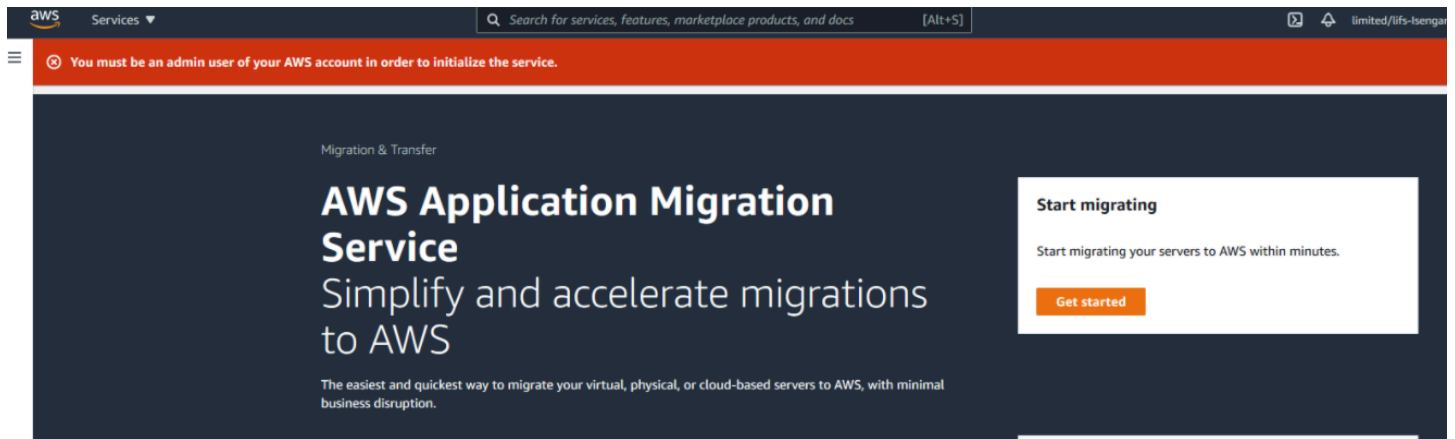 aws Services ▼ Search for services, features, marketplace products, and docs [Alt+S] limited/lifs-Isengar
You must be an admin user of your AWS account in order to initialize the service.
Migration & Transfer
AWS Application Migration
Service
Simplify and accelerate migrations
to AWS
The easiest and quickest way to migrate your virtual, physical, or cloud-based servers to AWS, with minimal
business disruption.
Start migrating
Start migrating your servers to AWS within minutes.
Get started